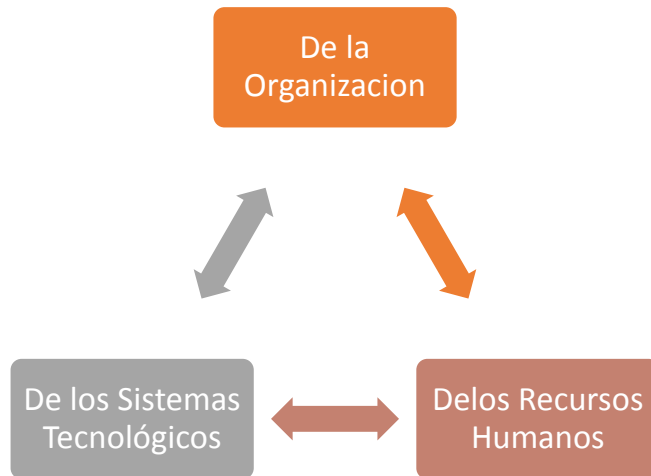 De la
Organizacion
De los Sistemas
Tecnológicos
Delos Recursos
Humanos